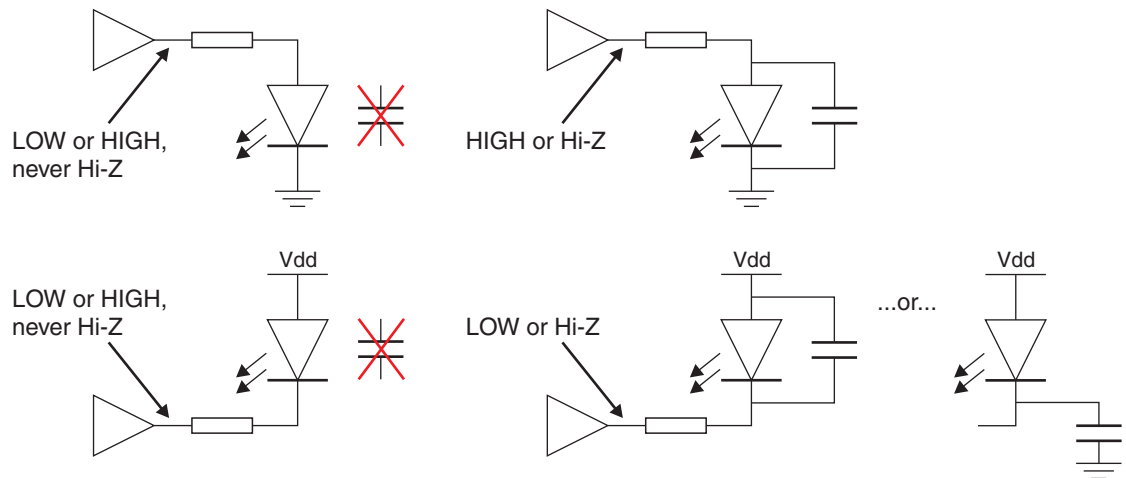 LOW or HIGH,
never Hi-Z
HIGH or Hi-Z
Vdd
LOW or HIGH,
never Hi-Z
Vdd
LOW or Hi-Z
...or...
Vdd